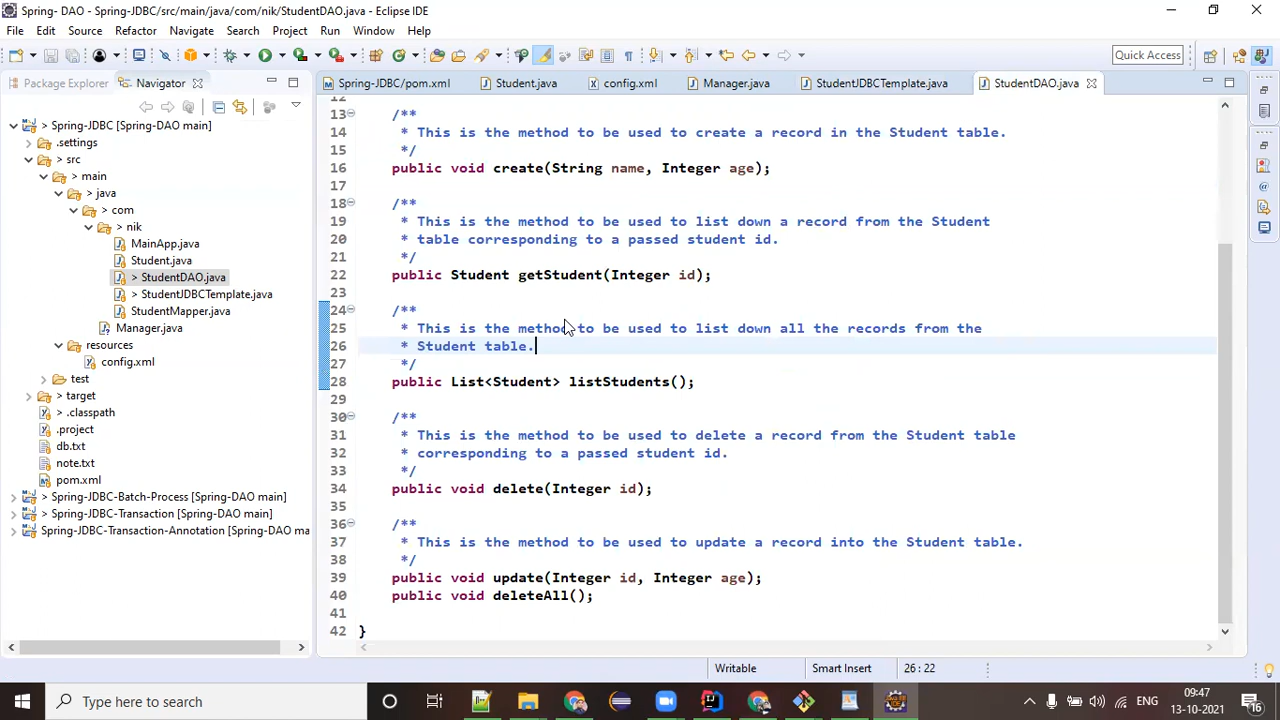 Spring- DAO - Spring-JDBC/src/main/java/com/nik/StudentDAO.java - Eclipse IDE
File Edit Source Refactor Navigate Search Project Run Window Help
Quick Access
Package Explorer Navigator
Spring-JDBC/pom.xml Student.java config.xml Manager.java StudentJDBCTemplate.java StudentDAO.java
Spring-JDBC [Spring-DAO main]
.settings
> src
> main
> java
> com
> nik
MainApp.java
Student.java
> StudentDAO.java
> StudentJDBCTemplate.java
StudentMapper.java
Manager.java
resources
config.xml
test
> target
> .classpath
.project
db.txt
note.txt
pom.xml
> Spring-JDBC-Batch-Process [Spring-DAO main]
> Spring-JDBC-Transaction [Spring-DAO main]
Spring-JDBC-Transaction-Annotation [Spring-DAO ma
12
13 /**
14 * This is the method to be used to create a record in the Student table.
15 */
16 public void create(String name, Integer age);
17
18 /**
19 * This is the method to be used to list down a record from the Student
20 * table corresponding to a passed student id.
21 */
22 public Student getStudent(Integer id);
23
24 /**
25 * This is the method to be used to list down all the records from the
26 * Student table.
27 */
28 public List<Student> listStudents();
29
30 /**
31 * This is the method to be used to delete a record from the Student table
32 * corresponding to a passed student id.
33 */
34 public void delete(Integer id);
35
36 /**
37 * This is the method to be used to update a record into the Student table.
38 */
39 public void update(Integer id, Integer age);
40 public void deleteAll();
41
42 }
Writable Smart Insert 26 : 22
Type here to search
ENG
09:47
13-10-2021
16